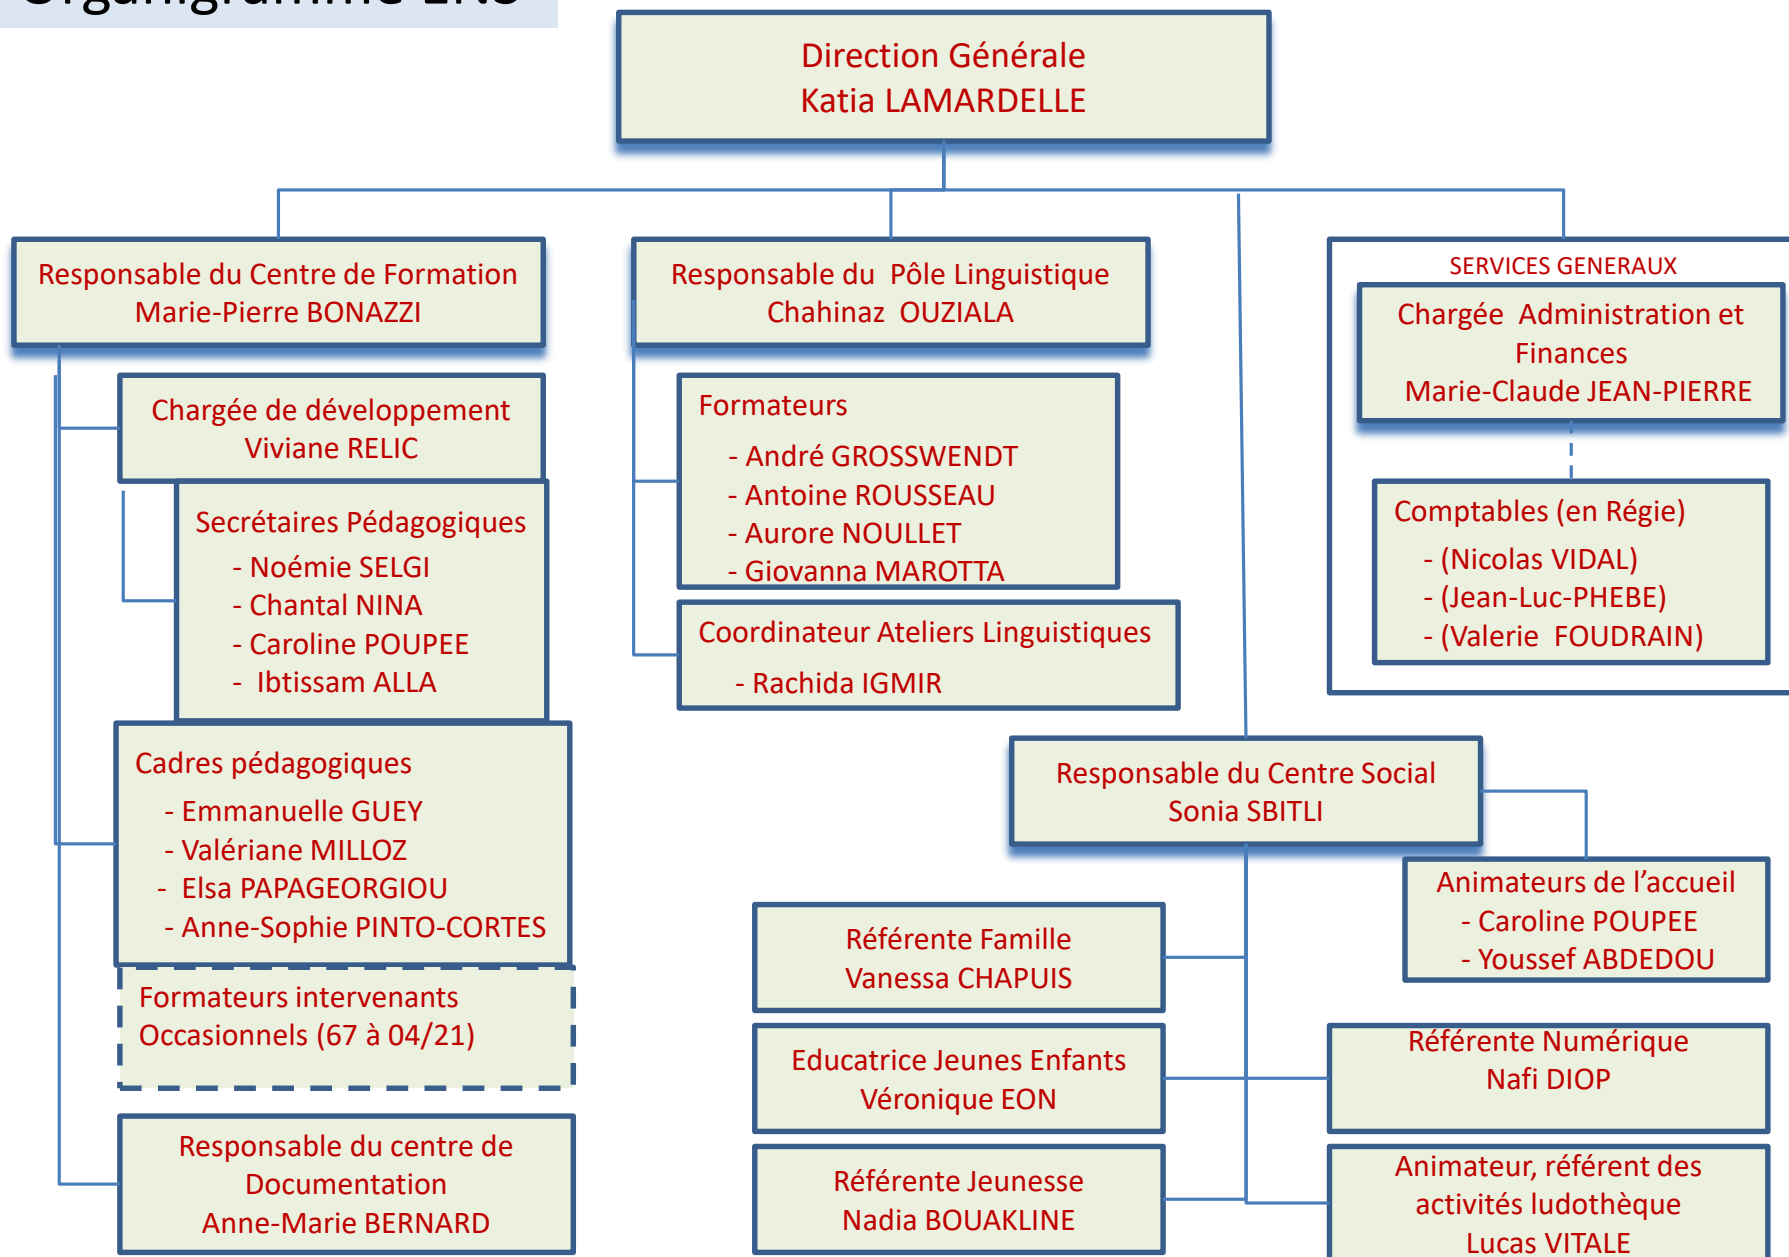 Organigramme
Direction Générale
Katia LAMARDELLE
Responsable du Centre de Formation
Marie-Pierre BONAZZI
Chargée de développement
Viviane RELIC
Secrétaires Pédagogiques
- Noémie SELGI
- Chantal NINA
- Caroline POUPEE
- Ibtissam ALLA
Cadres pédagogiques
- Emmanuelle GUEY
- Valériane MILLOZ
- Elsa PAPAGEORGIOU
- Anne-Sophie PINTO-CORTES
Formateurs intervenants
Occasionnels (67 à 04/21)
Responsable du centre de
Documentation
Anne-Marie BERNARD
Responsable du Pôle Linguistique
Chahinaz OUZIALA
Formateurs
- André GROSSWENDT
- Antoine ROUSSEAU
- Aurore NOULLET
- Giovanna MAROTTA
Coordinateur Ateliers Linguistiques
- Rachida IGMIR
SERVICES GENERAUX
Chargée Administration et
Finances
Marie-Claude JEAN-PIERRE
Comptables (en Régie)
- (Nicolas VIDAL)
- (Jean-Luc-PHEBE)
- (Valerie FOUDRAIN)
Responsable du Centre Social
Sonia SBITLI
Animateurs de l’accueil
- Caroline POUPEE
- Youssef ABDEDOU
Référente Famille
Vanessa CHAPUIS
Educatrice Jeunes Enfants
Véronique EON
Référente Jeunesse
Nadia BOUAKLINE
Référente Numérique
Nafi DIOP
Animateur, référent des
activités ludothèque
Lucas VITALE